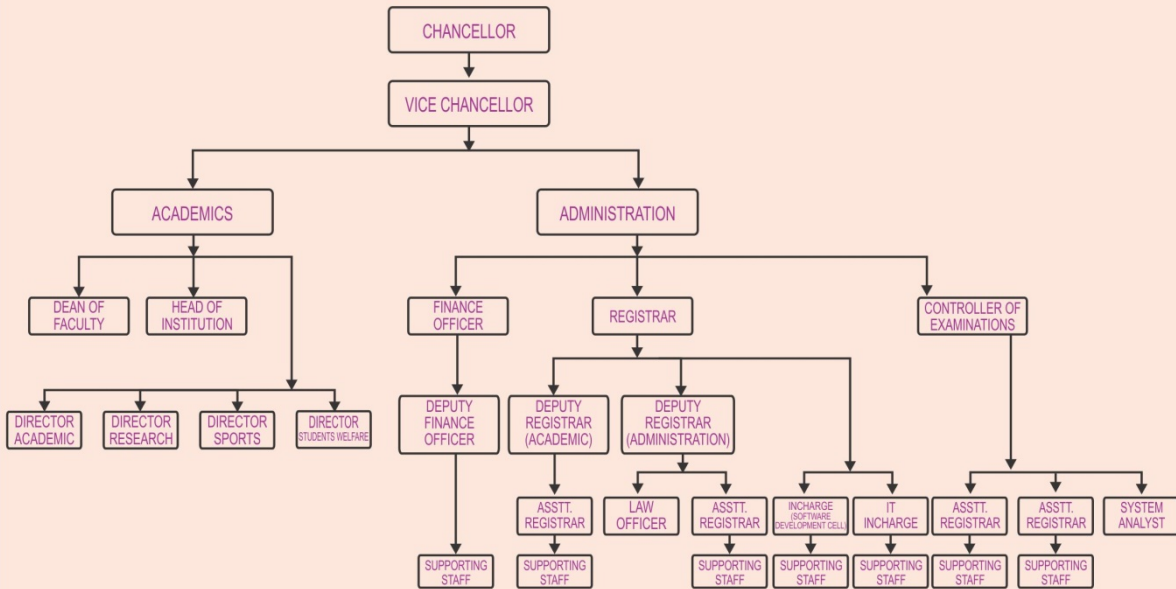 CHANCELLOR
VICE CHANCELLOR
ACADEMICS
ADMINISTRATION
DEAN OF
FACULTY
HEAD OF
INSTITUTION
FINANCE
OFFICER
REGISTRAR
CONTROLLER OF
EXAMINATIONS
DIRECTOR
ACADEMIC
DIRECTOR
RESEARCH
DIRECTOR
SPORTS
DIRECTOR
STUDENTS WELFARE
DEPUTY
FINANCE
OFFICER
DEPUTY
REGISTRAR
(ACADEMIC)
DEPUTY
REGISTRAR
(ADMINISTRATION)
ASSTT.
REGISTRAR
LAW
OFFICER
ASSTT.
REGISTRAR
INCHARGE
(SOFTWARE
DEVELOPMENT CELL)
IT
INCHARGE
ASSTT.
REGISTRAR
ASSTT.
REGISTRAR
SYSTEM
ANALYST
SUPPORTING
STAFF
SUPPORTING
STAFF
SUPPORTING
STAFF
SUPPORTING
STAFF
SUPPORTING
STAFF
SUPPORTING
STAFF
SUPPORTING
STAFF